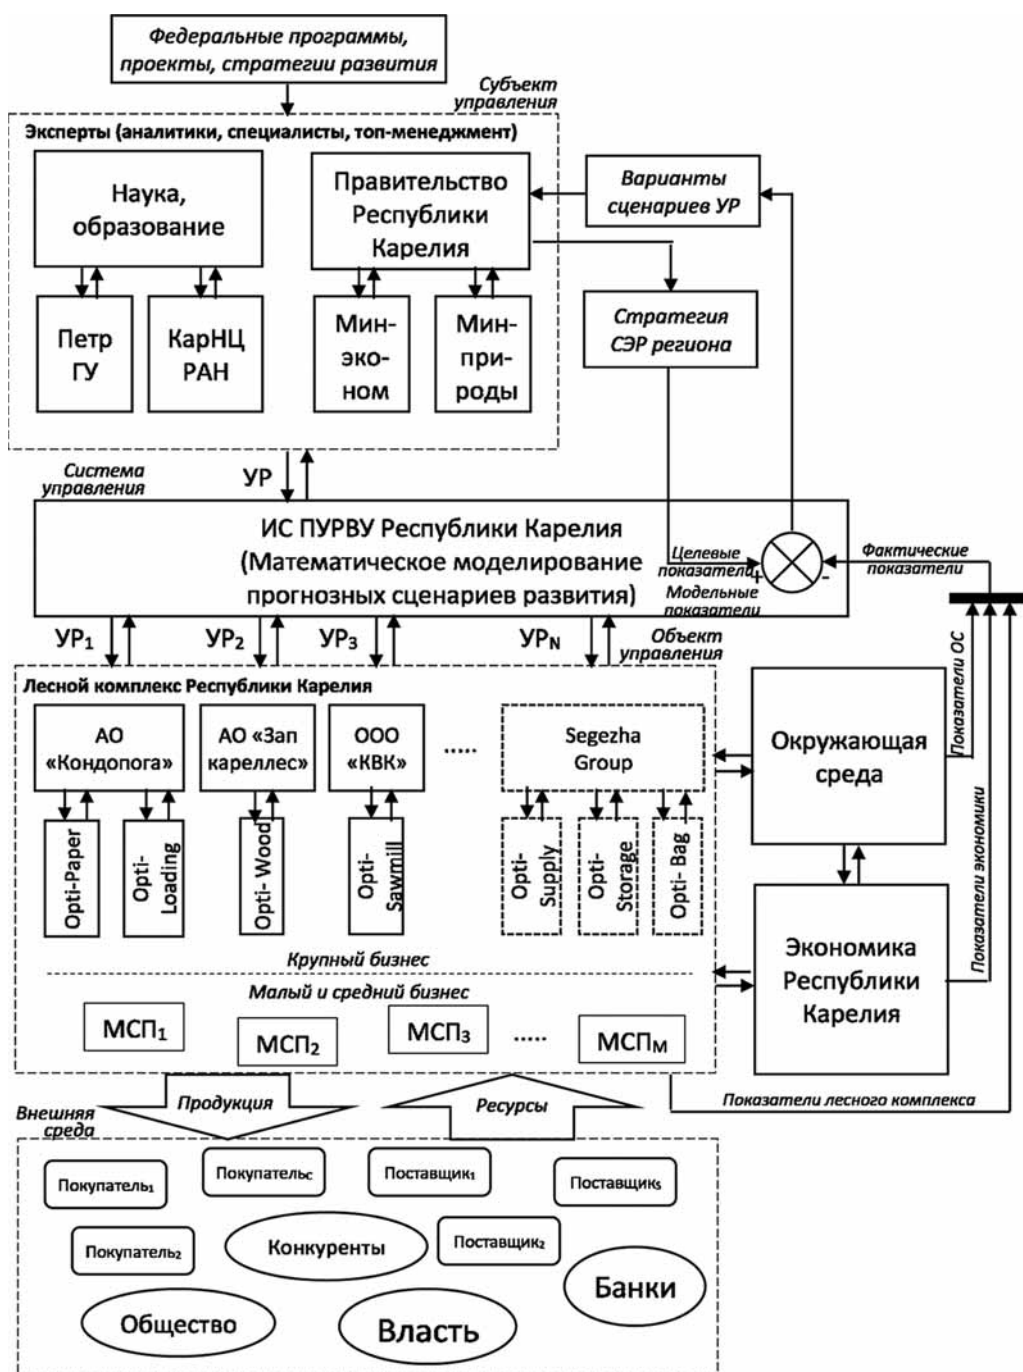 Федеральные программы,
проекты, стратегии развития
Субъект
управления
Эксперты (аналитики, специалисты, топ-менеджмент)
Наука,
образование
Правительство
Республики
Карелия
Варианты
сценариев УР
Петр
ГУ
КарНЦ
РАН
Мин-
эко-
ном
Мин-
при-
роды
Стратегия
СЭР региона
Система
управления
УР
ИС ПУРВУ Республики Карелия
(Математическое моделирование
прогнозных сценариев развития)
Целевые
показатели
+
-
Модельные
показатели
Фактические
показатели
УР₁
УР₂
УР₃
УР_N
Объект
управления
Лесной комплекс Республики Карелия
АО
«Кондопога»
АО «Зап
кареллес»
ООО
«КВК»
.....
Segezha
Group
Opti-Paper
Opti-
Loading
Opti- Wood
Opti-
Sawmill
Opti-
Supply
Opti-
Storage
Opti- Bag
Окружающая
среда
Показатели ОС
Показатели экономики
Экономика
Республики
Карелия
Крупный бизнес
Малый и средний бизнес
МСП₁
МСП₂
МСП₃
.....
МСП_М
Показатели лесного комплекса
Внешняя
среда
Продукция
Ресурсы
Покупатель₁
Покупатель_С
Поставщик₁
Поставщик_S
Покупатель₂
Конкуренты
Поставщик₂
Банки
Общество
Власть